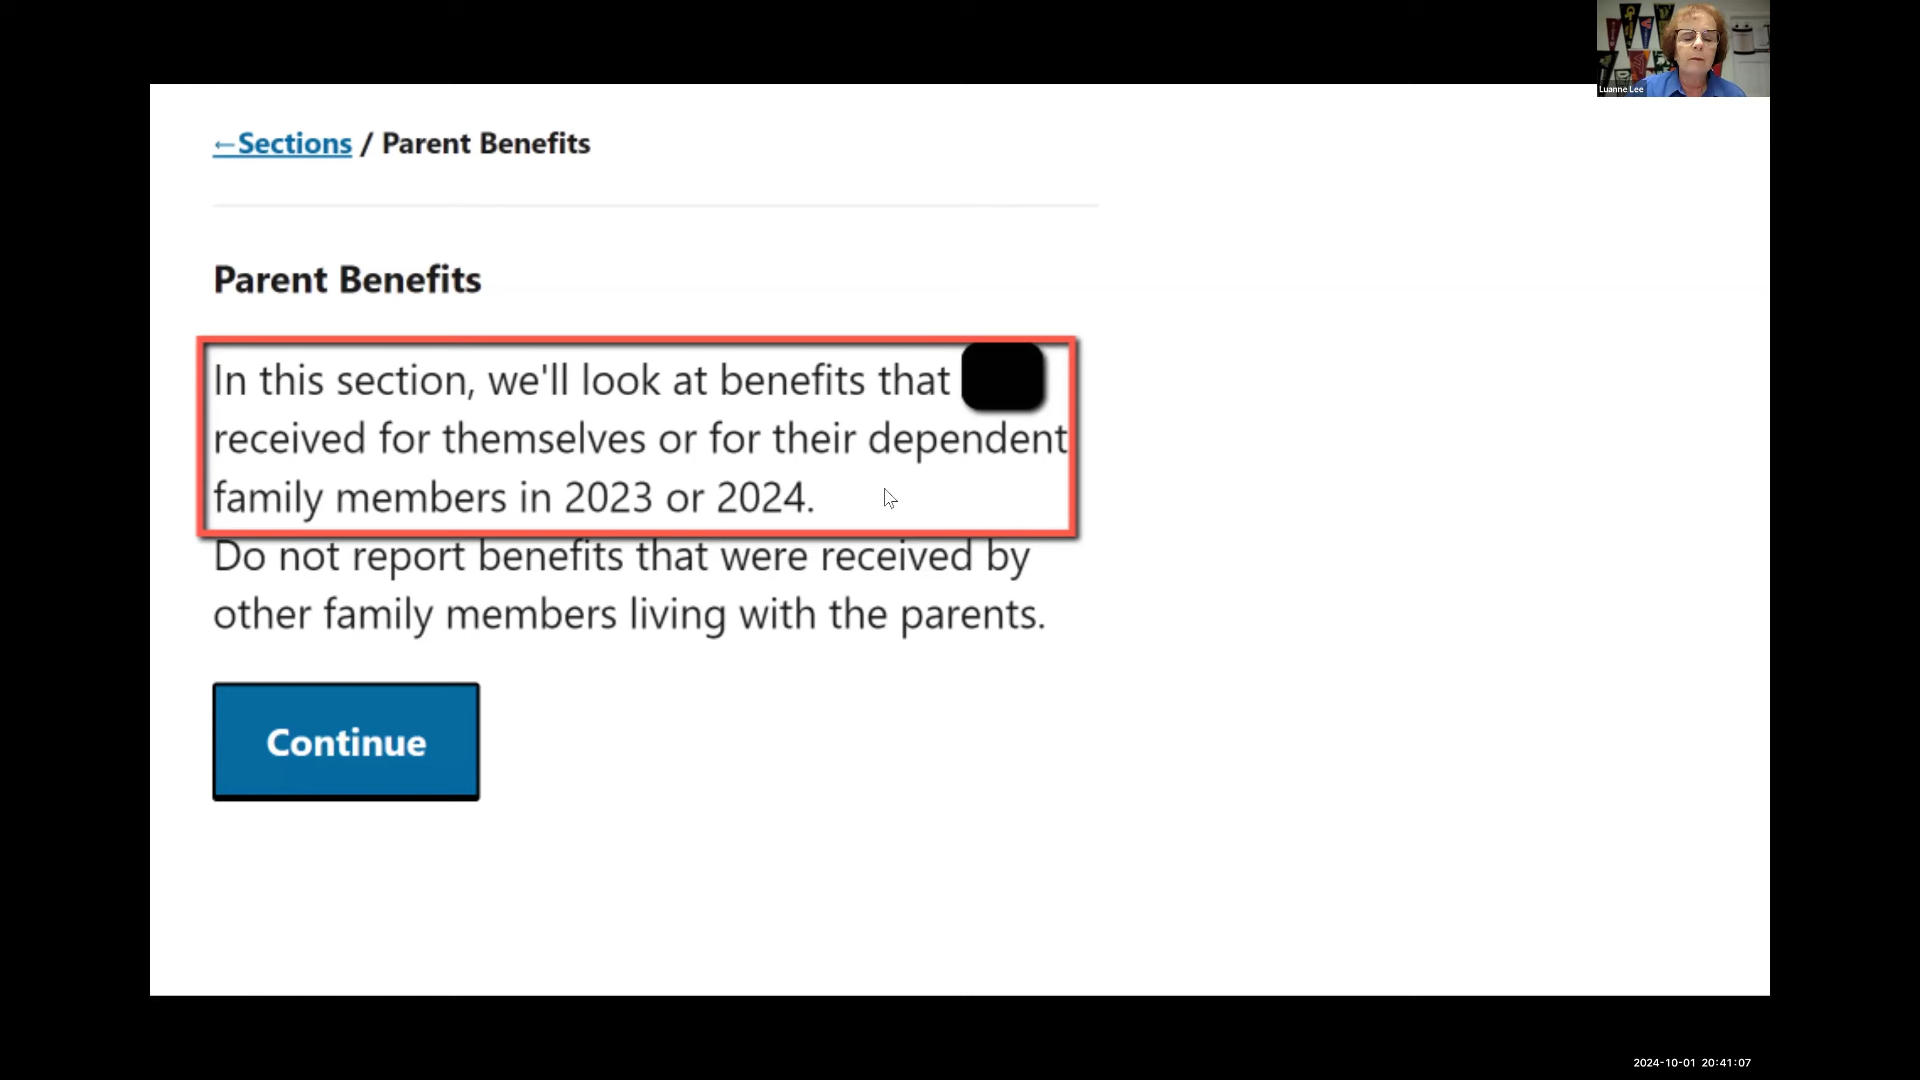 Luanne Lee
←Sections / Parent Benefits
Parent Benefits
In this section, we'll look at benefits that
received for themselves or for their dependent
family members in 2023 or 2024.
Do not report benefits that were received by
other family members living with the parents.
Continue
2024-10-01 20:41:07